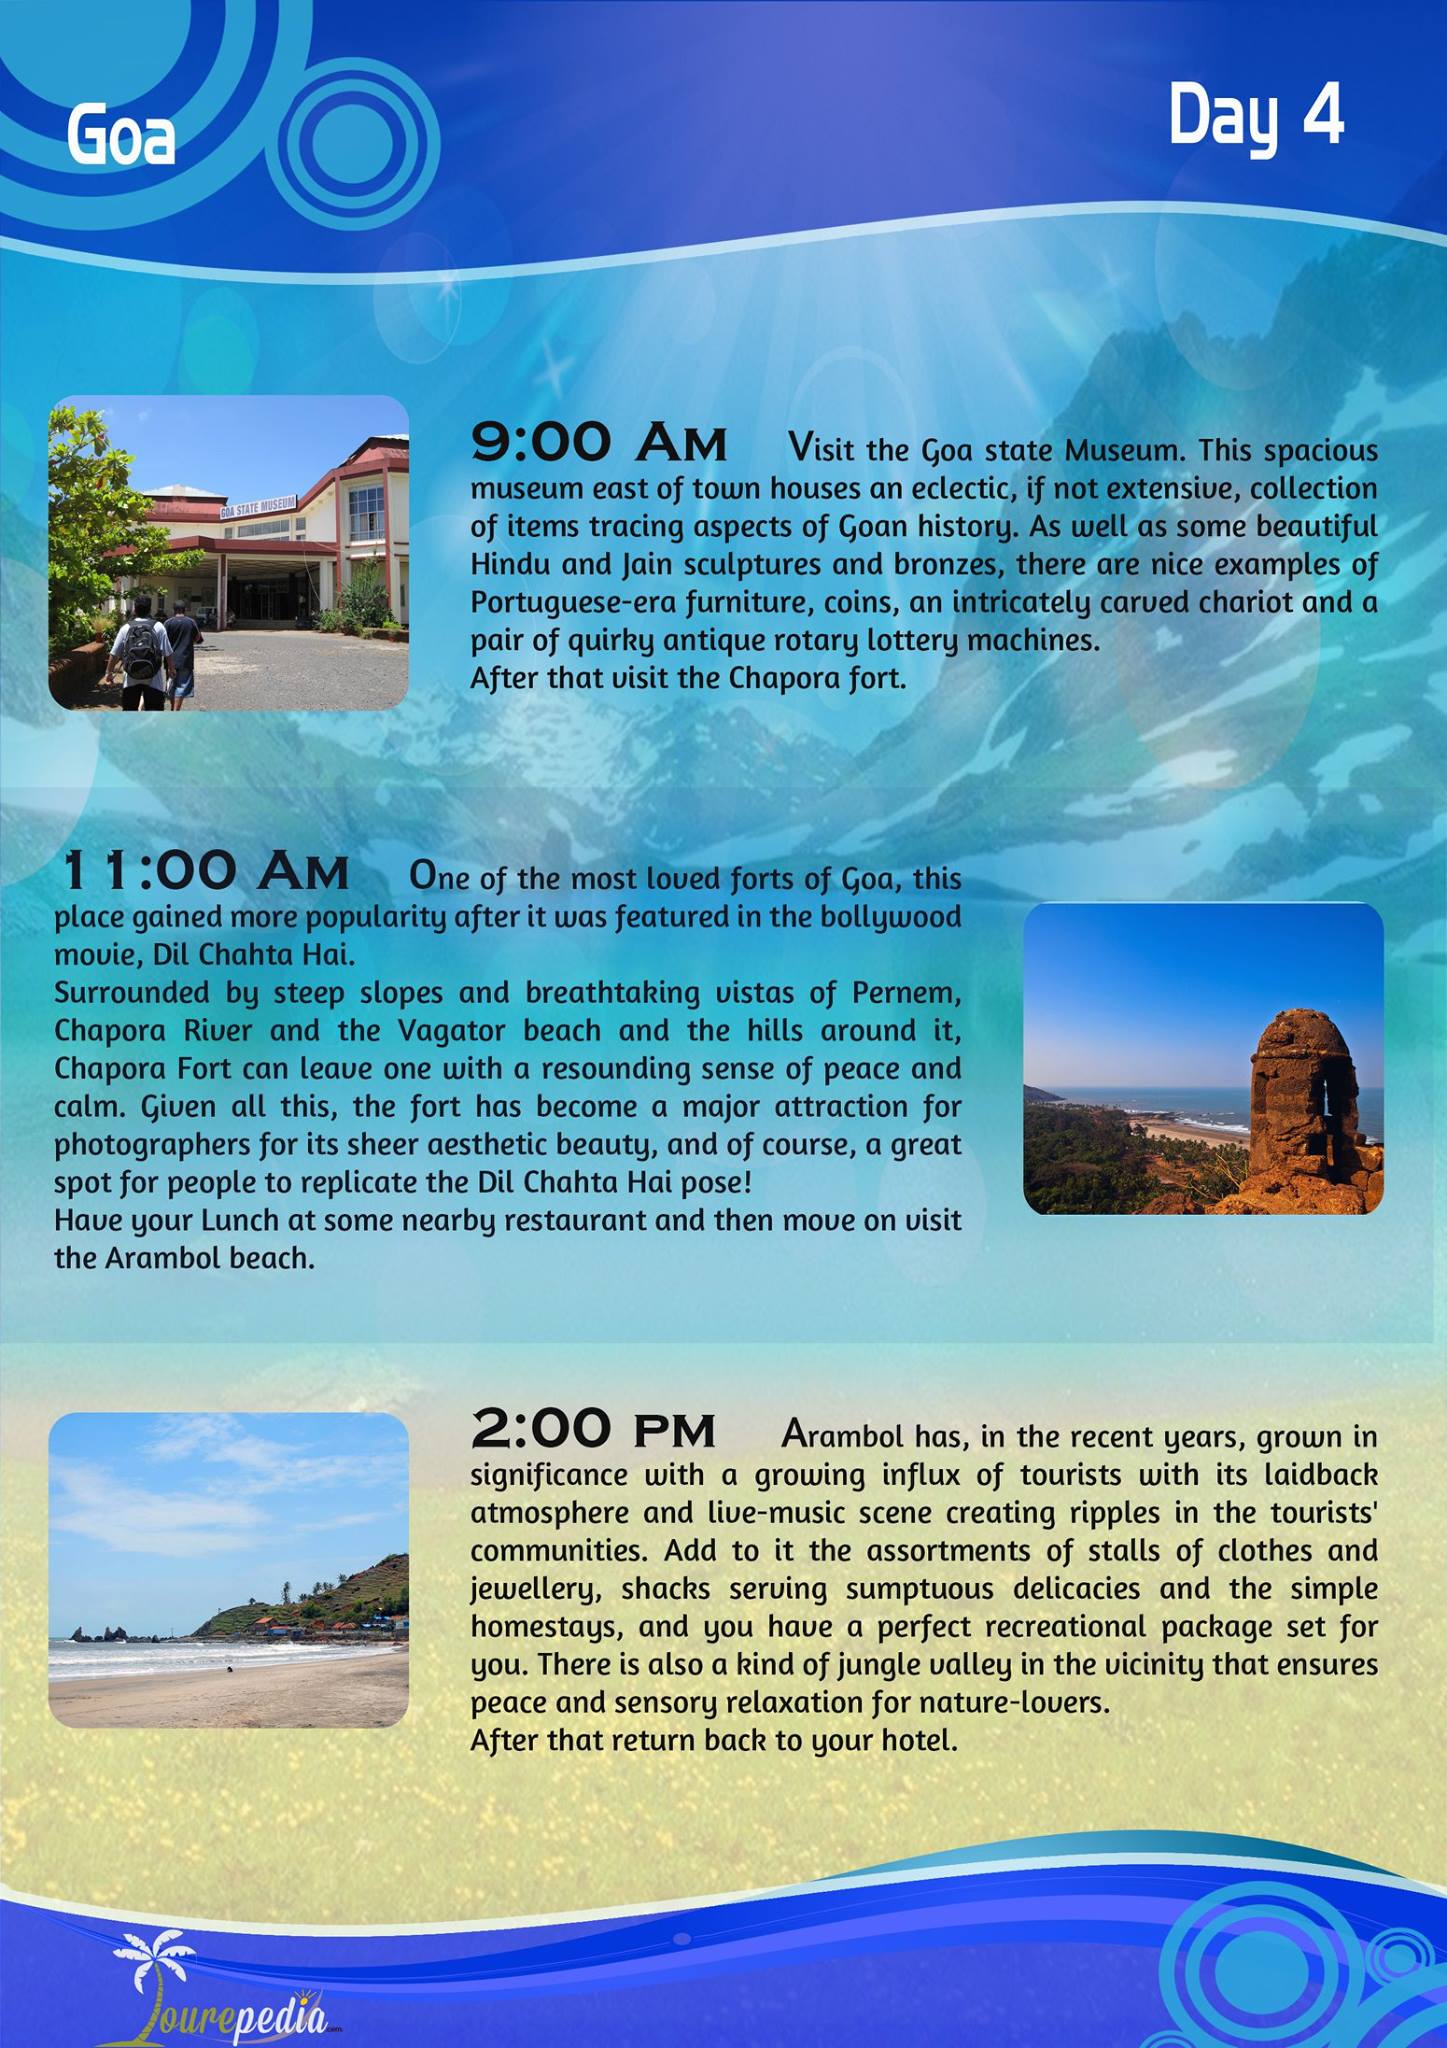 Goa
Day 4
GOA STATE MUSEUM
9:00 AM Visit the Goa state Museum. This spacious
museum east of town houses an eclectic, if not extensive, collection
of items tracing aspects of Goan history. As well as some beautiful
Hindu and Jain sculptures and bronzes, there are nice examples of
Portuguese-era furniture, coins, an intricately carved chariot and a
pair of quirky antique rotary lottery machines.
After that visit the Chapora fort.
11:00 AM One of the most loved forts of Goa, this
place gained more popularity after it was featured in the bollywood
movie, Dil Chahta Hai.
Surrounded by steep slopes and breathtaking vistas of Pernem,
Chapora River and the Vagator beach and the hills around it,
Chapora Fort can leave one with a resounding sense of peace and
calm. Given all this, the fort has become a major attraction for
photographers for its sheer aesthetic beauty, and of course, a great
spot for people to replicate the Dil Chahta Hai pose!
Have your Lunch at some nearby restaurant and then move on visit
the Arambol beach.
2:00 PM Arambol has, in the recent years, grown in
significance with a growing influx of tourists with its laidback
atmosphere and live-music scene creating ripples in the tourists'
communities. Add to it the assortments of stalls of clothes and
jewellery, shacks serving sumptuous delicacies and the simple
homestays, and you have a perfect recreational package set for
you. There is also a kind of jungle valley in the vicinity that ensures
peace and sensory relaxation for nature-lovers.
After that return back to your hotel.
Tourepedia.com